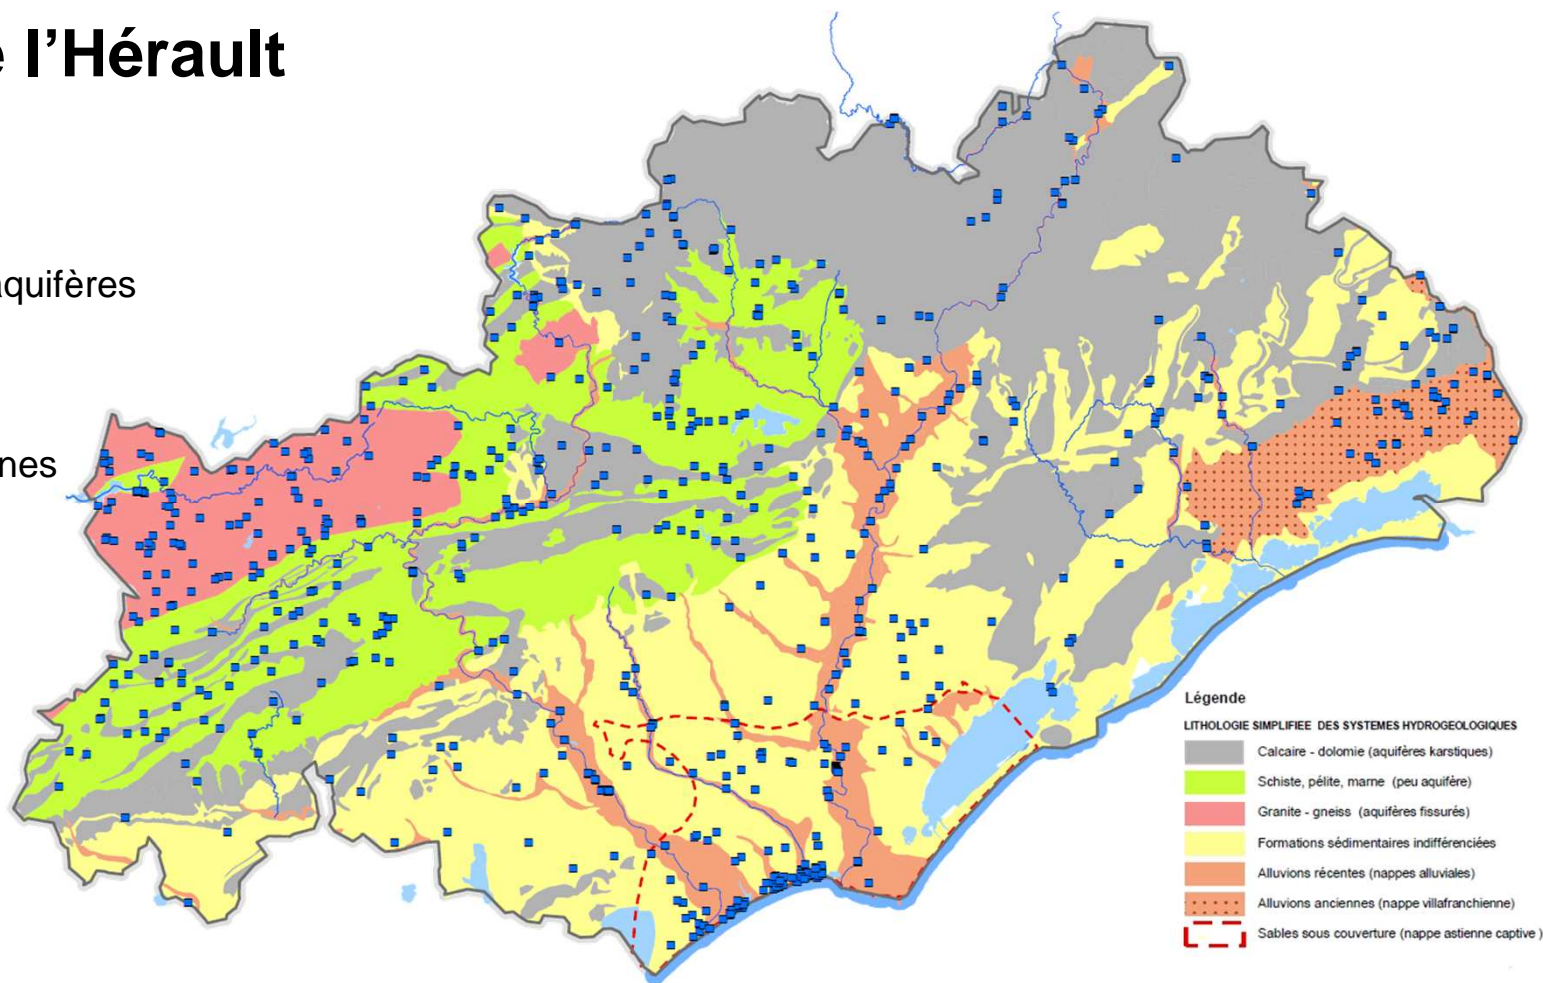 e l’Hérault
aquifères
nes
Légende
LITHOLOGIE SIMPLIFIEE DES SYSTEMES HYDROGEOLOGIQUES
Calcaire - dolomie (aquifères karstiques)
Schiste, pélite, marne (peu aquifère)
Granite - gneiss (aquifères fissurés)
Formations sédimentaires indifférenciées
Alluvions récentes (nappes alluviales)
Alluvions anciennes (nappe villafranchienne)
Sables sous couverture (nappe astienne captive )